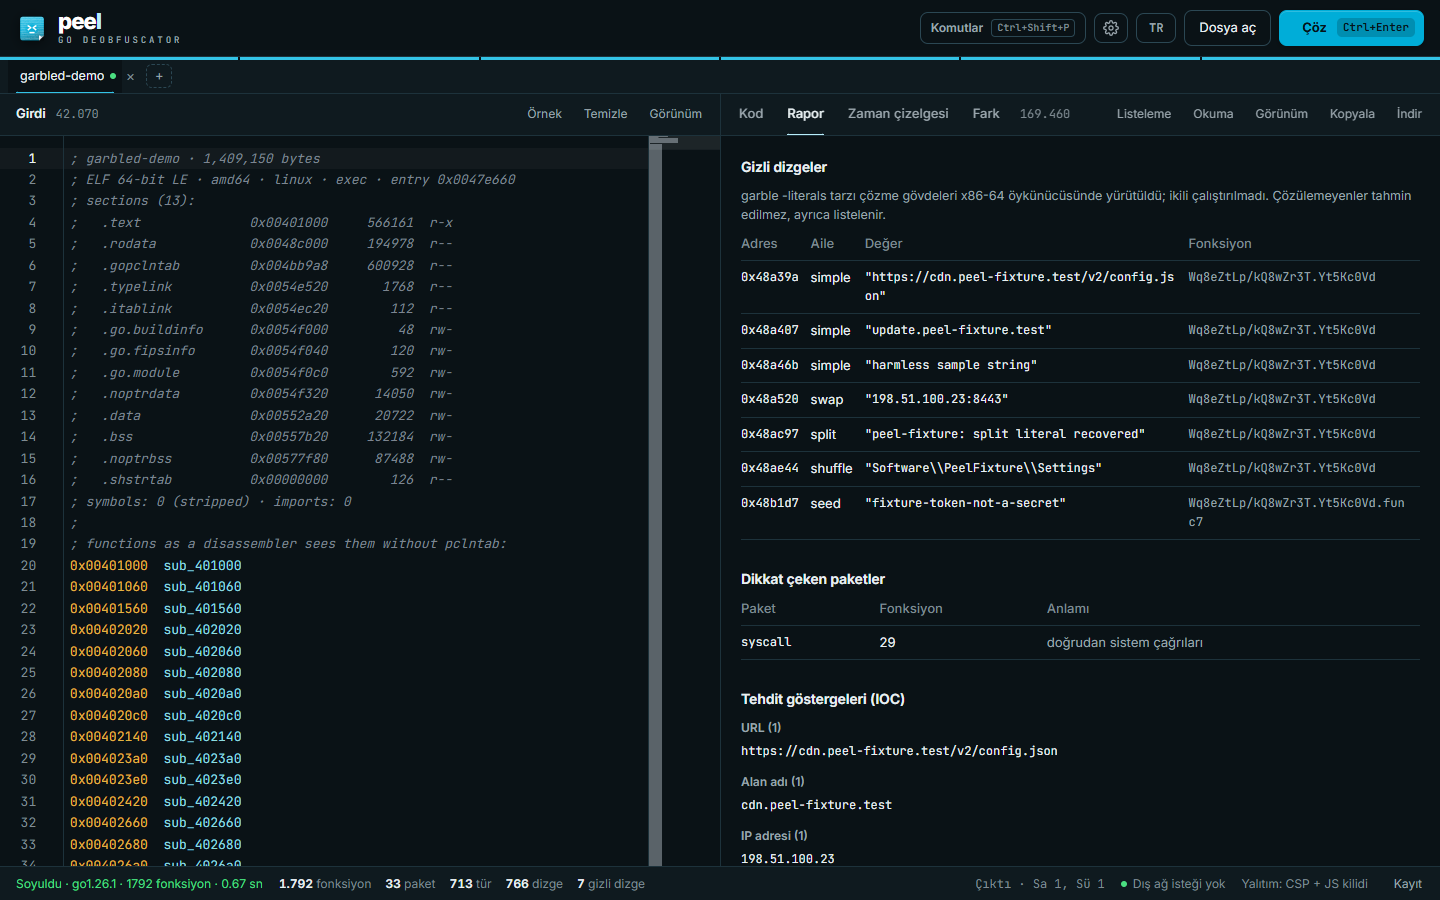 peel
GO DEOBFUSCATOR
Komutlar Ctrl+Shift+P
TR
Dosya aç
Çöz Ctrl+Enter
garbled-demo × +
Girdi 42.070
Örnek Temizle Görünüm
1 ; garbled-demo · 1,409,150 bytes
2 ; ELF 64-bit LE · amd64 · linux · exec · entry 0x0047e660
3 ; sections (13):
4 ; .text 0x00401000 566161 r-x
5 ; .rodata 0x0048c000 194978 r--
6 ; .gopclntab 0x004bb9a8 600928 r--
7 ; .typelink 0x0054e520 1768 r--
8 ; .itablink 0x0054ec20 112 r--
9 ; .go.buildinfo 0x0054f000 48 rw-
10 ; .go.fipsinfo 0x0054f040 120 rw-
11 ; .go.module 0x0054f0c0 592 rw-
12 ; .noptrdata 0x0054f320 14050 rw-
13 ; .data 0x00552a20 20722 rw-
14 ; .bss 0x00557b20 132184 rw-
15 ; .noptrbss 0x00577f80 87488 rw-
16 ; .shstrtab 0x00000000 126 r--
17 ; symbols: 0 (stripped) · imports: 0
18 ;
19 ; functions as a disassembler sees them without pclntab:
20 0x00401000 sub_401000
21 0x00401060 sub_401060
22 0x00401560 sub_401560
23 0x00402020 sub_402020
24 0x00402060 sub_402060
25 0x00402080 sub_402080
26 0x004020a0 sub_4020a0
27 0x004020c0 sub_4020c0
28 0x00402140 sub_402140
29 0x004023a0 sub_4023a0
30 0x004023e0 sub_4023e0
31 0x00402420 sub_402420
32 0x00402660 sub_402660
33 0x00402680 sub_402680
34 0x004026a0 sub_4026a0
Kod Rapor Zaman çizelgesi Fark 169.460
Listeleme Okuma Görünüm Kopyala İndir
Gizli dizgeler
garble -literals tarzı çözme gövdeleri x86-64 öykünücüsünde yürütüldü; ikili çalıştırılmadı. Çözülemeyenler tahmin
edilmez, ayrıca listelenir.
Adres Aile Değer Fonksiyon
0x48a39a simple "https://cdn.peel-fixture.test/v2/config.js Wq8eZtLp/kQ8wZr3T.Yt5Kc0Vd
on"
0x48a407 simple "update.peel-fixture.test" Wq8eZtLp/kQ8wZr3T.Yt5Kc0Vd
0x48a46b simple "harmless sample string" Wq8eZtLp/kQ8wZr3T.Yt5Kc0Vd
0x48a520 swap "198.51.100.23:8443" Wq8eZtLp/kQ8wZr3T.Yt5Kc0Vd
0x48ac97 split "peel-fixture: split literal recovered" Wq8eZtLp/kQ8wZr3T.Yt5Kc0Vd
0x48ae44 shuffle "Software\\PeelFixture\\Settings" Wq8eZtLp/kQ8wZr3T.Yt5Kc0Vd
0x48b1d7 seed "fixture-token-not-a-secret" Wq8eZtLp/kQ8wZr3T.Yt5Kc0Vd.fun
c7
Dikkat çeken paketler
Paket Fonksiyon Anlamı
syscall 29 doğrudan sistem çağrıları
Tehdit göstergeleri (IOC)
URL (1)
https://cdn.peel-fixture.test/v2/config.json
Alan adı (1)
cdn.peel-fixture.test
IP adresi (1)
198.51.100.23
Soyuldu · go1.26.1 · 1792 fonksiyon · 0.67 sn 1.792 fonksiyon 33 paket 713 tür 766 dizge 7 gizli dizge
Çıktı · Sa 1, Sü 1 Dış ağ isteği yok Yalıtım: CSP + JS kilidi Kayıt